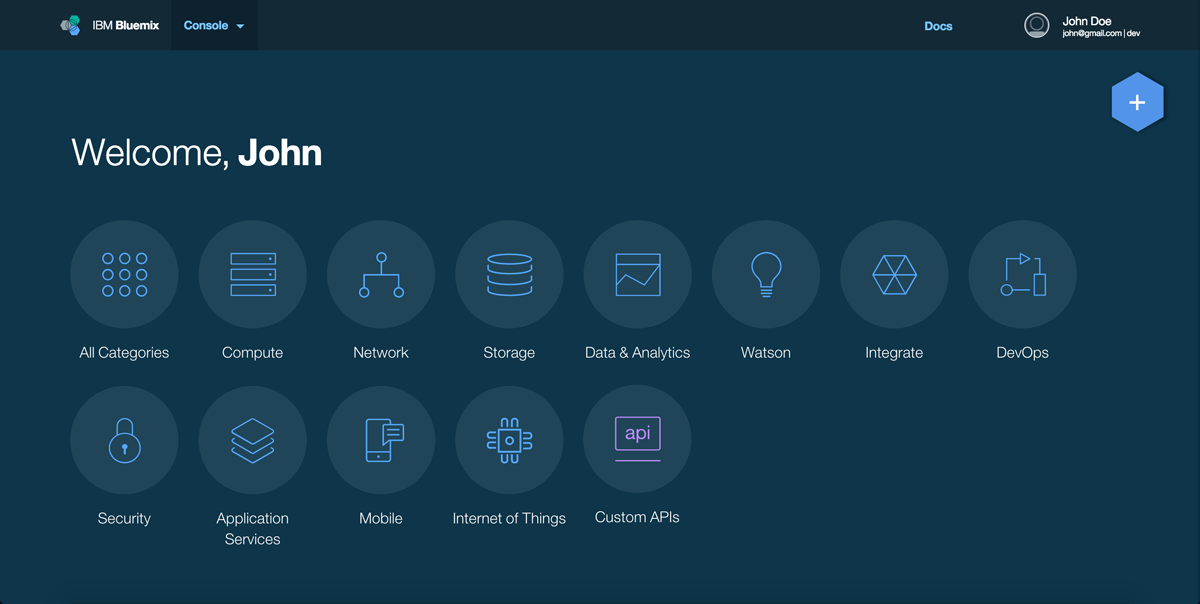 IBM Bluemix
Console
Docs
John Doe
john@gmail.com | dev
+
Welcome, John
All Categories
Compute
Network
Storage
Data & Analytics
Watson
Integrate
DevOps
api
Security
Application
Services
Mobile
Internet of Things
Custom APIs